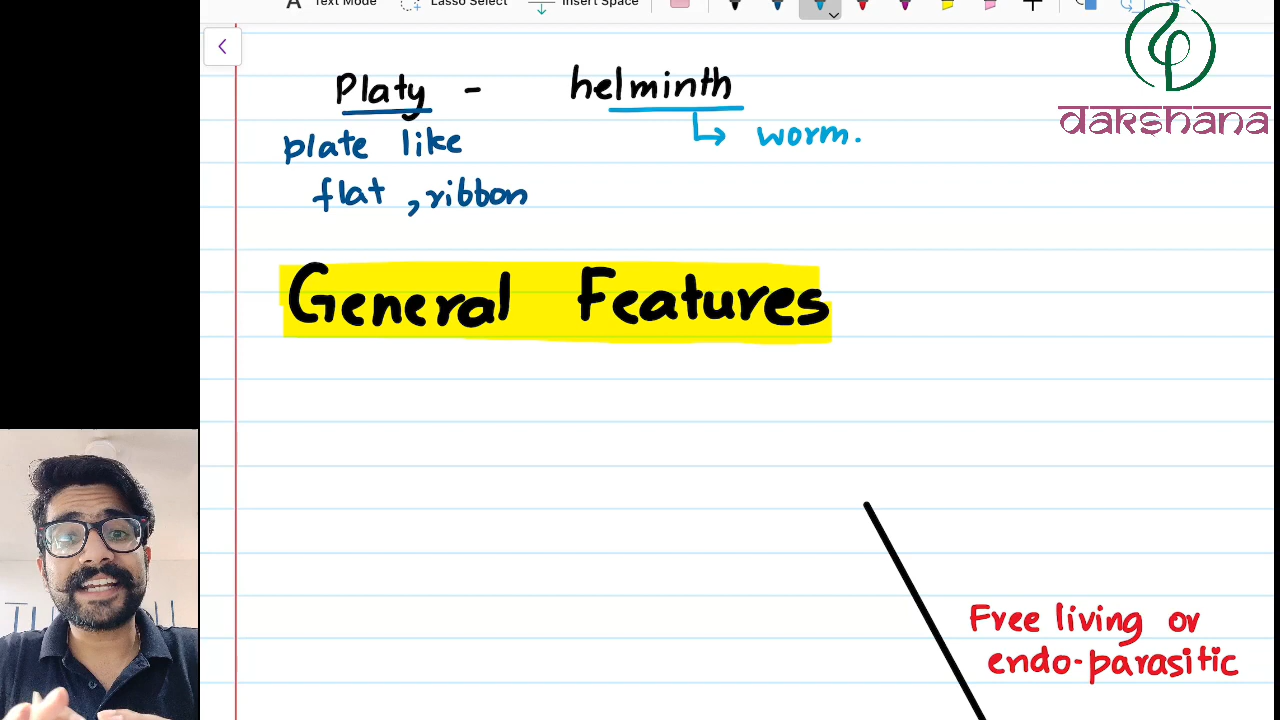 Text Mode
Lasso Select
Insert Space
Platy - helminth
plate like
worm.
flat, ribbon
General Features
Free living or
endo-parasitic
dakshana